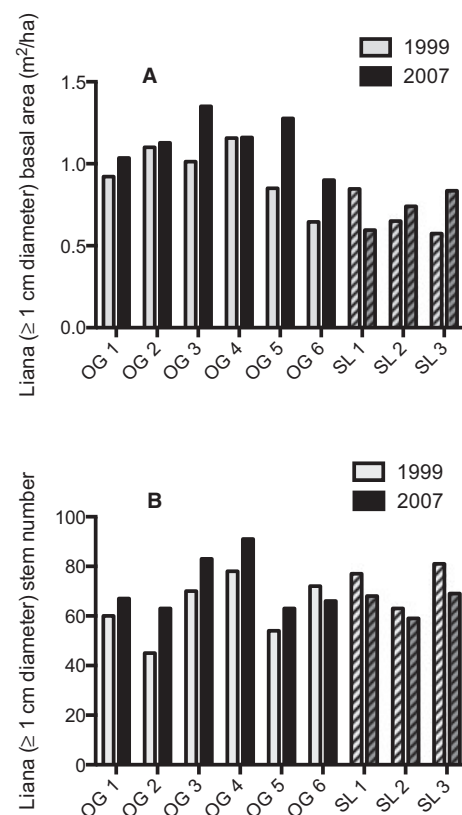 1999
2007
A
Liana (≥ 1 cm diameter) basal area (m²/ha)
1.5
1.0
0.5
0.0
OG 1
OG 2
OG 3
OG 4
OG 5
OG 6
SL 1
SL 2
SL 3
1999
2007
B
Liana (≥ 1 cm diameter) stem number
100
80
60
40
20
0
OG 1
OG 2
OG 3
OG 4
OG 5
OG 6
SL 1
SL 2
SL 3